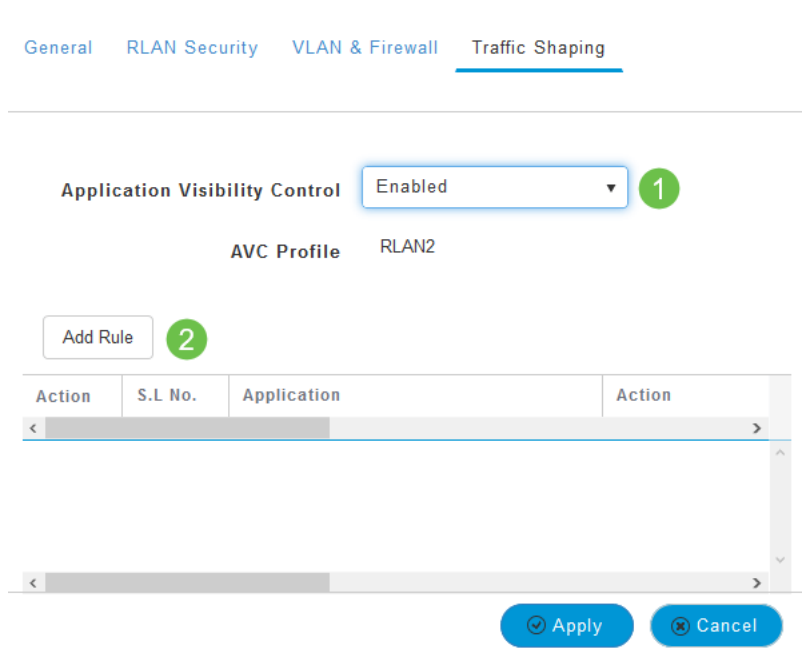 General RLAN Security VLAN & Firewall Traffic Shaping
Application Visibility Control Enabled 1
AVC Profile RLAN2
Add Rule 2
Action S.L No. Application Action
Apply Cancel